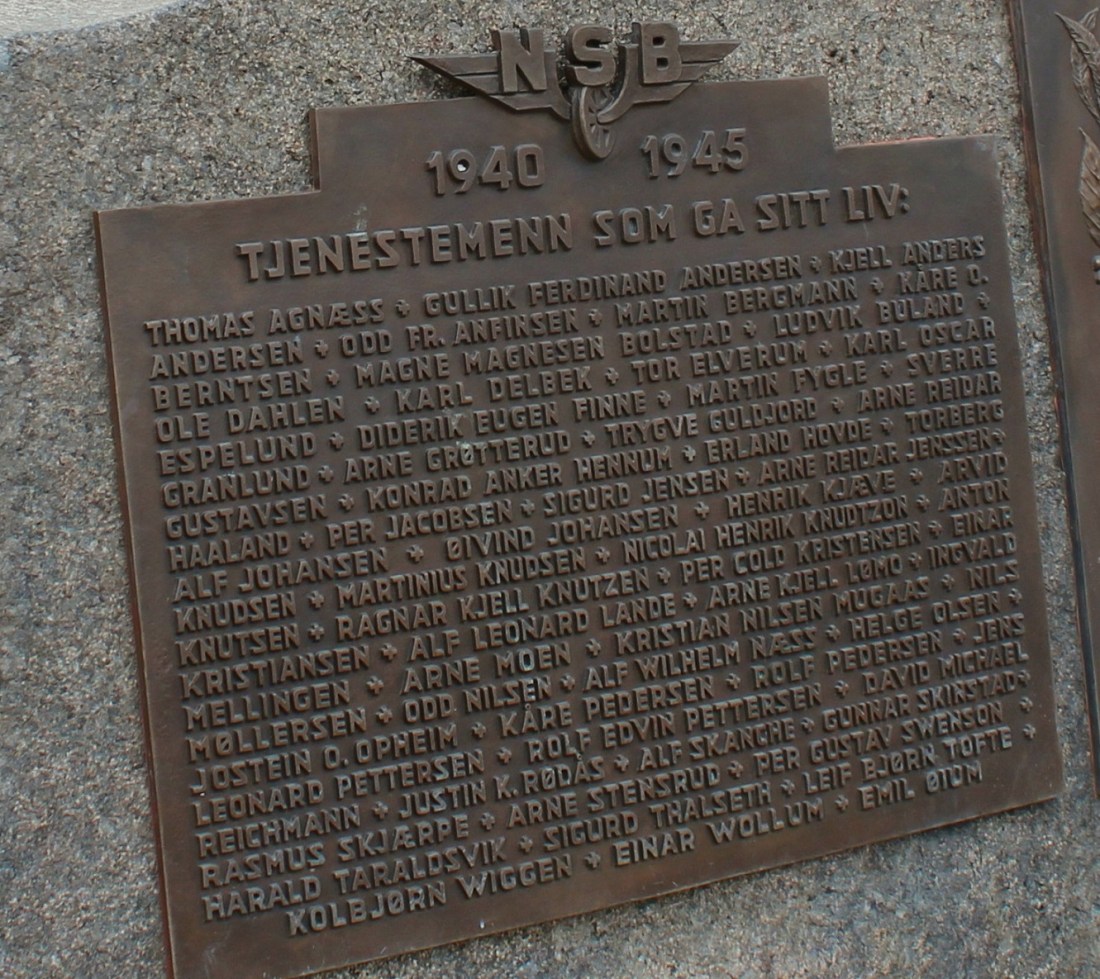 NSB
1940 1945
TJENESTEMENN SOM GA SITT LIV:
THOMAS AGNÆSS + GULLIK FERDINAND ANDERSEN + KJELL ANDERS
ANDERSEN + ODD FR. ANFINSEN + MARTIN BERGMANN + KÅRE O.
BERNTSEN + MAGNE MAGNESEN BOLSTAD + LUDVIK BULAND +
OLE DAHLEN + KARL DELBEK + TOR ELVERUM + KARL OSCAR
ESPELUND + DIDERIK EUGEN FINNE + MARTIN FYGLE + SVERRE
GRANLUND + ARNE GRØTTERUD + TRYGVE GULDJORD + ARNE REIDAR
GUSTAVSEN + KONRAD ANKER HENNUM + ERLAND HOVDE + TORBERG
HAALAND + PER JACOBSEN + SIGURD JENSEN + ARNE REIDAR JENSSEN +
ALF JOHANSEN + ØIVIND JOHANSEN + HENRIK KJÆVE + ARVID
KNUDSEN + MARTINIUS KNUDSEN + NICOLAI HENRIK KNUDTZON + ANTON
KNUTSEN + RAGNAR KJELL KNUTZEN + PER COLD KRISTENSEN + EINAR
KRISTIANSEN + ALF LEONARD LANDE + ARNE KJELL LØMO + INGVALD
MELLINGEN + ARNE MOEN + KRISTIAN NILSEN MUGAAS + NILS
MØLLERSEN + ODD NILSEN + ALF WILHELM NÆSS + HELGE OLSEN +
JOSTEIN O. OPHEIM + KÅRE PEDERSEN + ROLF PEDERSEN + JENS
LEONARD PETTERSEN + ROLF EDVIN PETTERSEN + DAVID MICHAEL
REICHMANN + JUSTIN K. RØDÅS + ALF SKANCHE + GUNNAR SKIRSTAD +
RASMUS SKJÆRPE + ARNE STENSRUD + PER GUSTAV SWENSON +
HARALD TARALDSVIK + SIGURD THALSETH + LEIF BJØRN TOFTE +
KOLBJØRN WIGGEN + EINAR WOLLUM + EMIL ØIUM